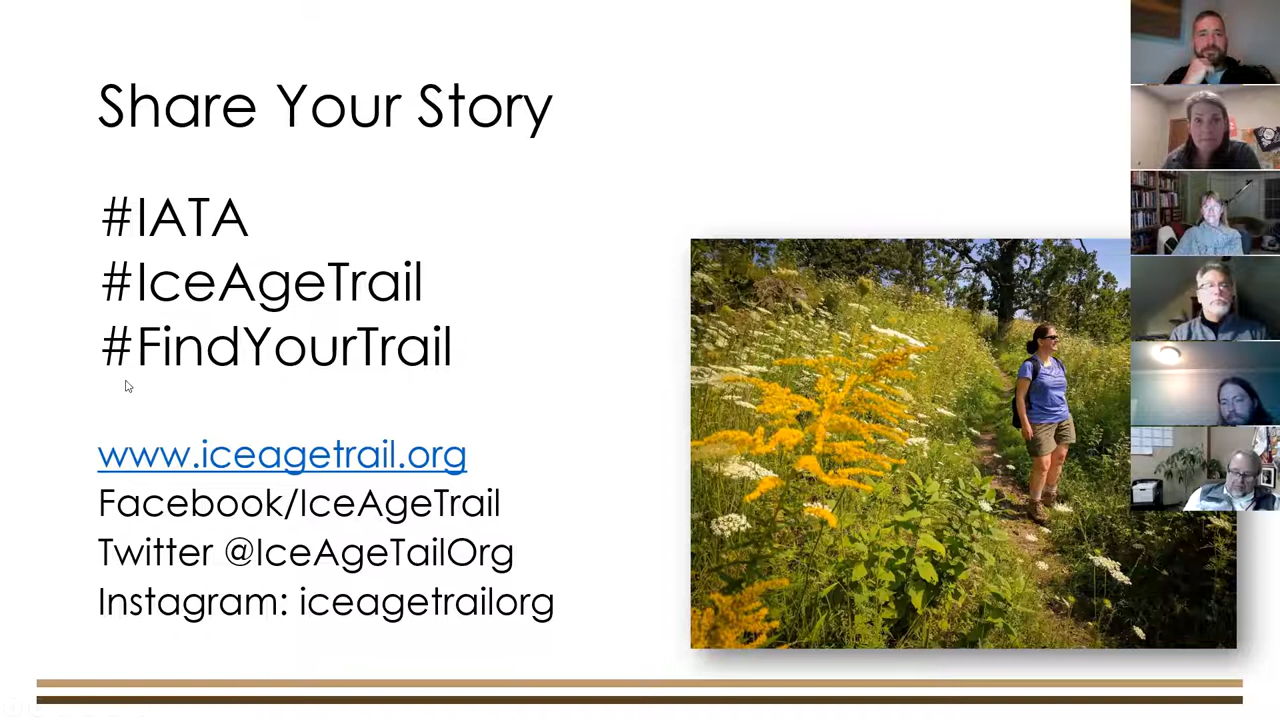 Share Your Story
#IATA
#IceAgeTrail
#FindYourTrail
www.iceagetrail.org
Facebook/IceAgeTrail
Twitter @IceAgeTailOrg
Instagram: iceagetrailorg